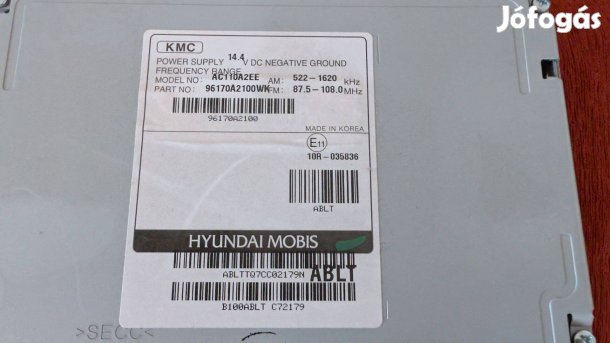 Jófogás
KMC
POWER SUPPLY 14.4V DC NEGATIVE GROUND
FREQUENCY RANGE
MODEL NO: AC110A2EE AM: 522-1620 KHz
PART NO: 96170A2100WK FM: 87.5-108.0 MHz
96170A2100
MADE IN KOREA
E11
10R-035836
ABLT
HYUNDAI MOBIS
ABLTTQ7CC02179N ABLT
B100ABLT C72179
>SECC<